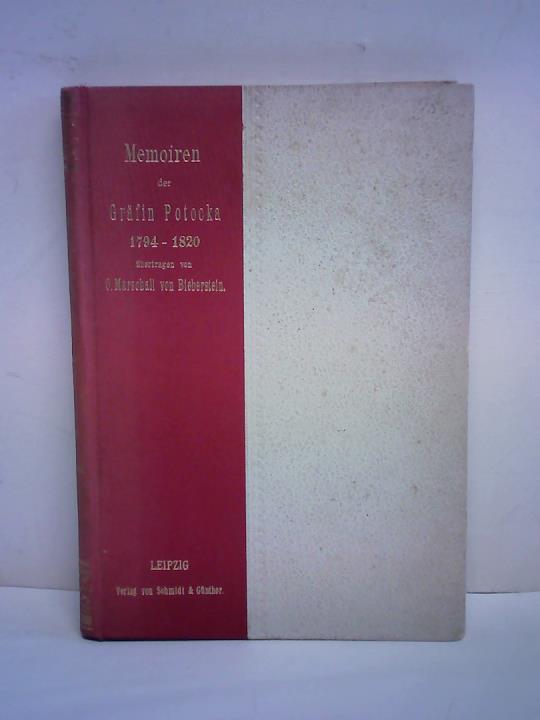 Memoiren
der
Gräfin Potocka
1794 - 1820
übertragen von
O. Marschall von Bieberstein.
LEIPZIG
Verlag von Schmidt & Günther.